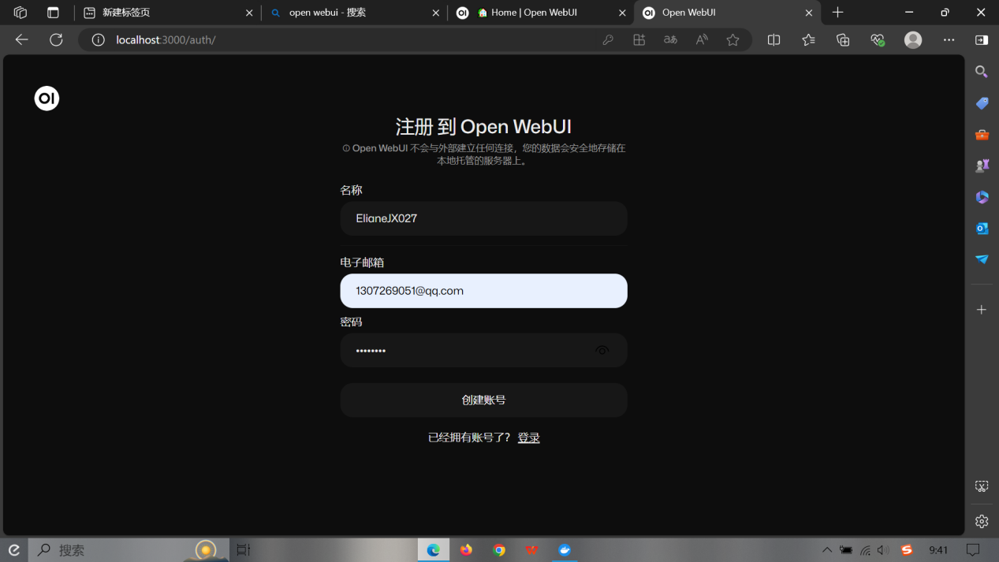 新建标签页
open webui - 搜索
OI
Home | Open WebUI
OI
Open WebUI
localhost:3000/auth/
OI
注册 到 Open WebUI
Open WebUI 不会与外部建立任何连接，您的数据会安全地存储在
本地托管的服务器上。
名称
ElianeJX027
电子邮箱
1307269051@qq.com
密码
••••••••
创建账号
已经拥有账号了？ 登录
搜索
9:41